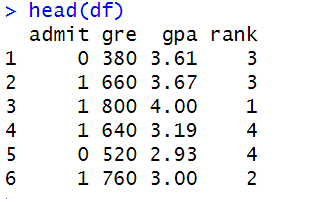 > head(df)
admit gre gpa rank
1 0 380 3.61 3
2 1 660 3.67 3
3 1 800 4.00 1
4 1 640 3.19 4
5 0 520 2.93 4
6 1 760 3.00 2